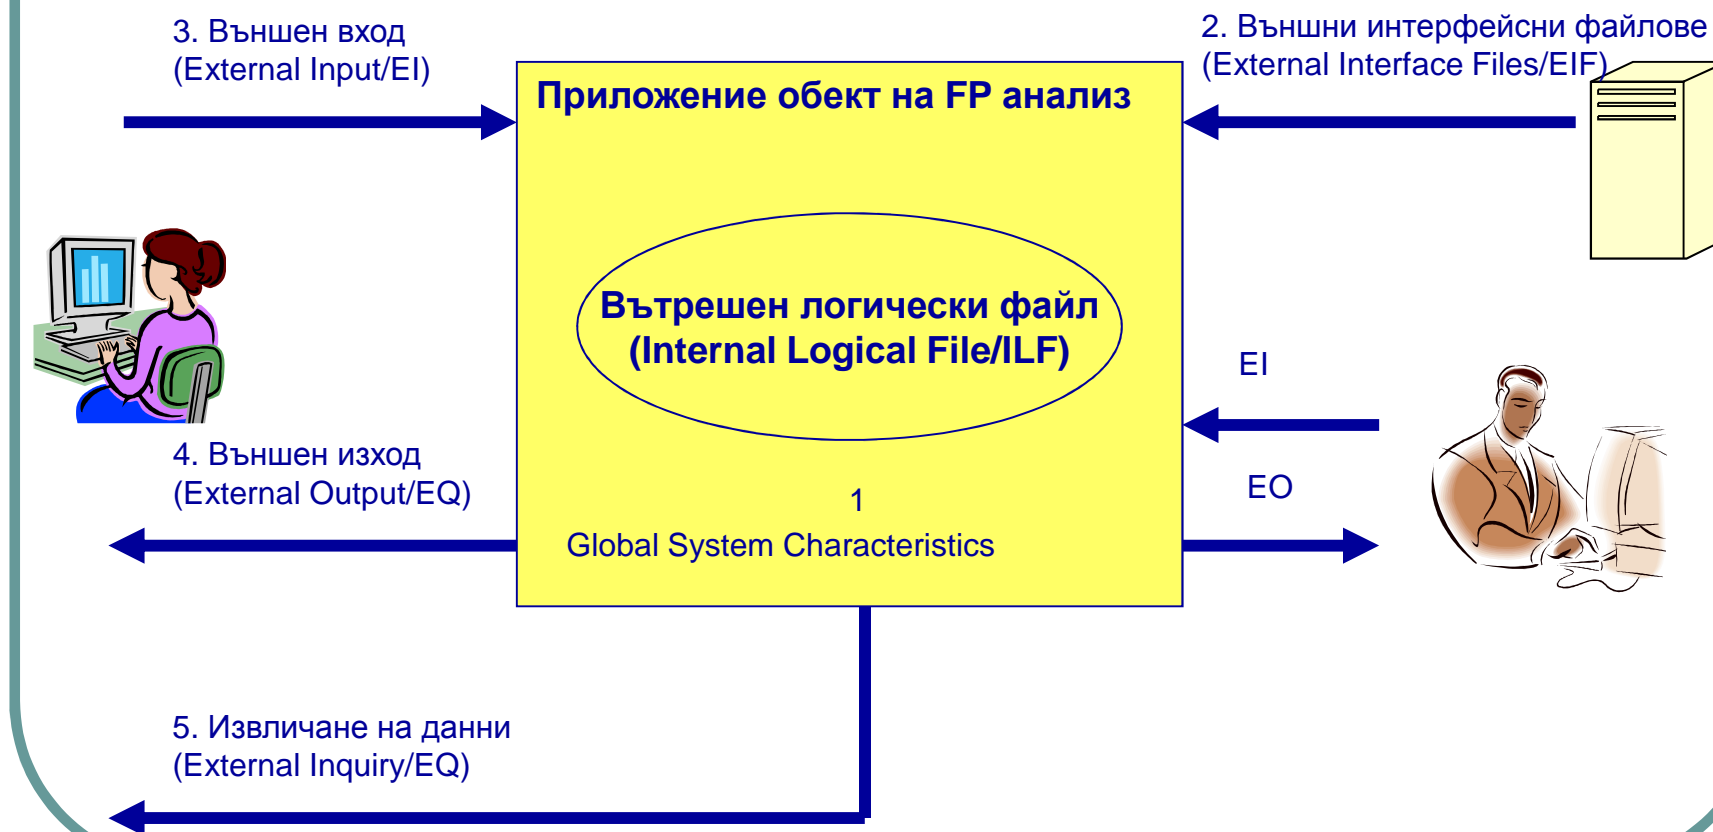 3. Външен вход
(External Input/EI)
2. Външни интерфейсни файлове
(External Interface Files/EIF)
Приложение обект на FP анализ
Вътрешен логически файл
(Internal Logical File/ILF)
EI
4. Външен изход
(External Output/EQ)
EO
1
Global System Characteristics
5. Извличане на данни
(External Inquiry/EQ)